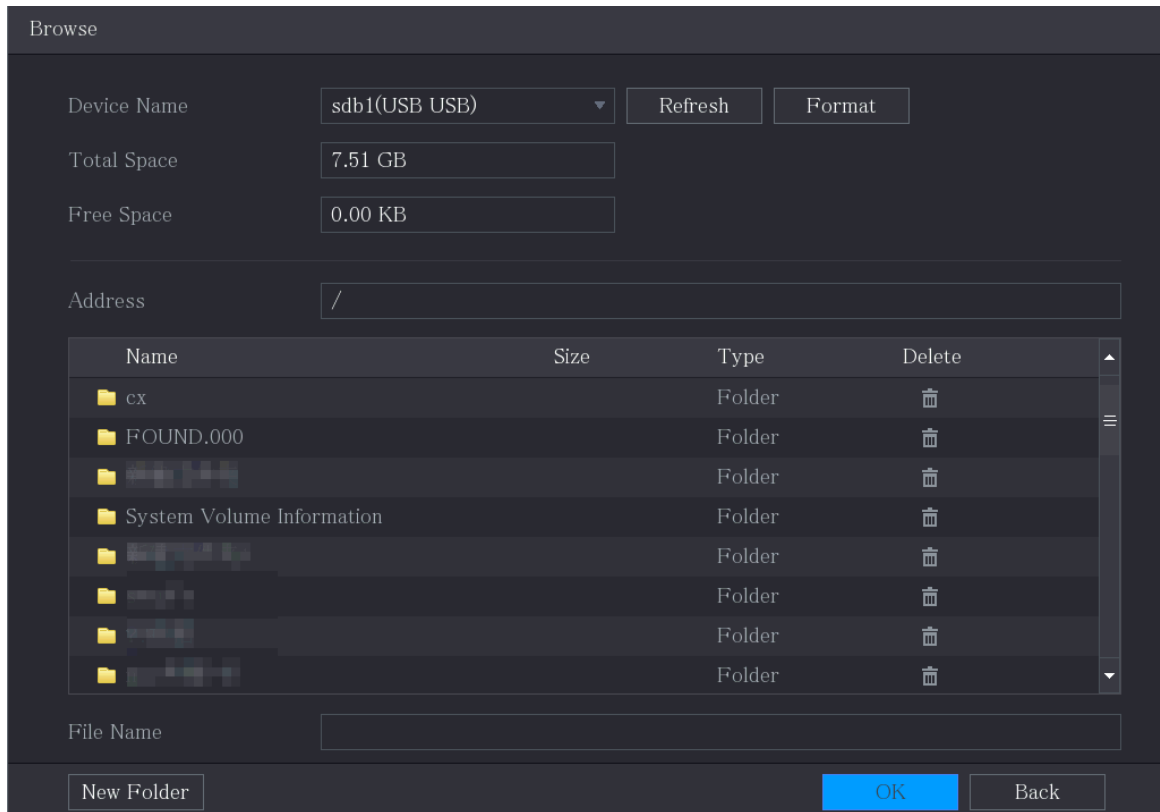 Browse
Device Name sdb1(USB USB) Refresh Format
Total Space 7.51 GB
Free Space 0.00 KB
Address /
Name Size Type Delete
cx Folder
FOUND.000 Folder
Folder
System Volume Information Folder
Folder
Folder
Folder
Folder
File Name
New Folder OK Back